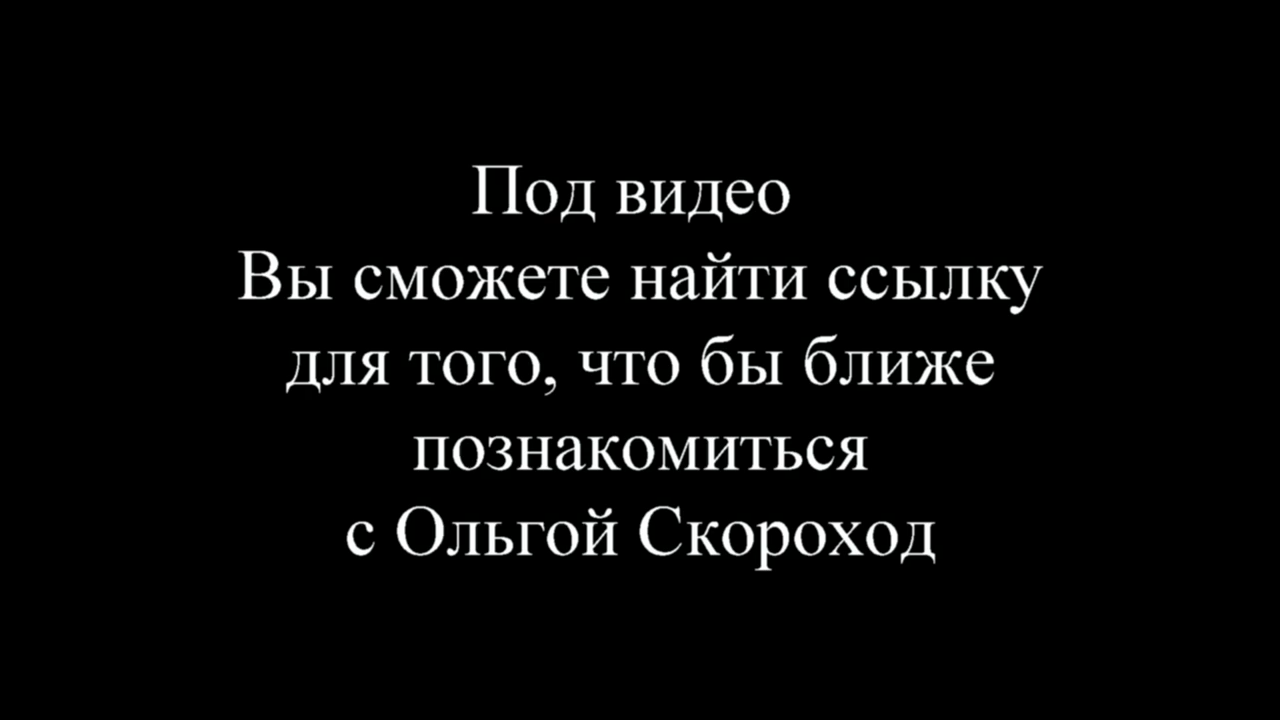 Под видео
Вы сможете найти ссылку
для того, что бы ближе
познакомиться
с Ольгой Скороход